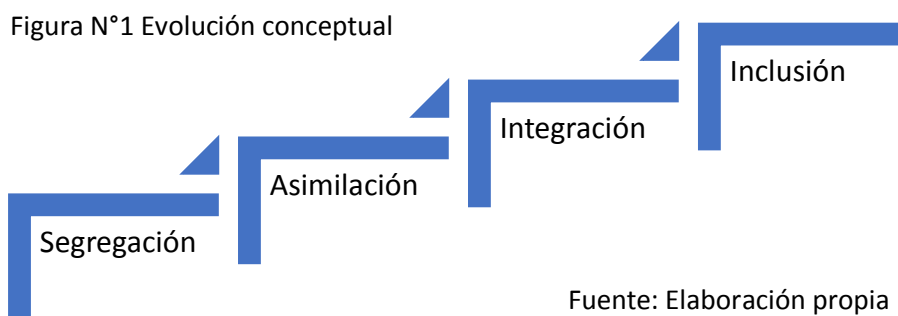 Figura N°1 Evolución conceptual
Inclusión
Integración
Asimilación
Segregación
Fuente: Elaboración propia